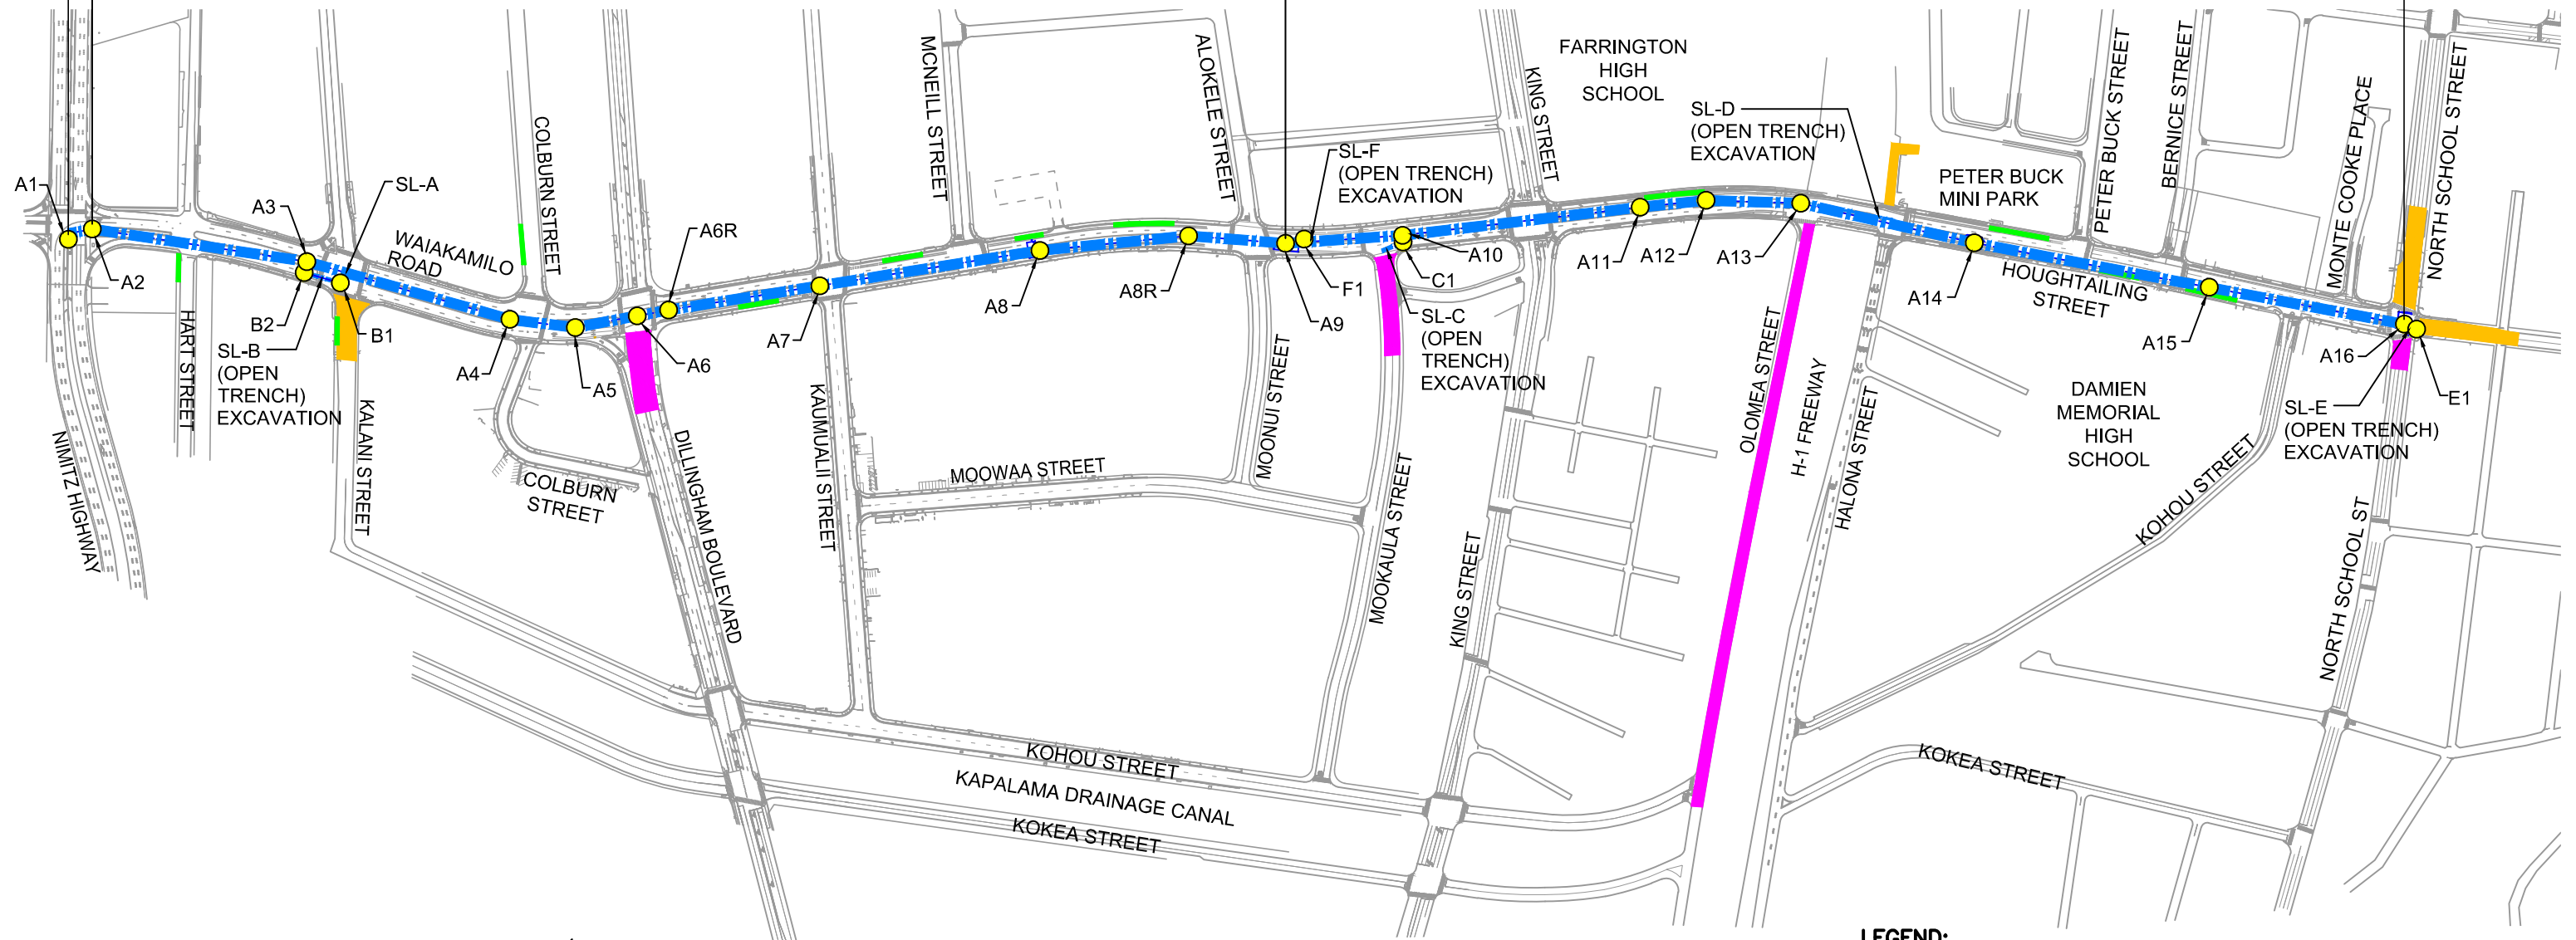 FARRINGTON
HIGH
SCHOOL
MCNEILL STREET
ALOKELE STREET
KING STREET
PETER BUCK STREET
BERNICE STREET
MONTE COOKE PLACE
NORTH SCHOOL STREET
SL-D
(OPEN TRENCH)
EXCAVATION
SL-F
(OPEN TRENCH)
EXCAVATION
PETER BUCK
MINI PARK
COLBURN STREET
A1
A2
A3
SL-A
WAIAKAMILO
ROAD
A6R
B2
B1
SL-B
(OPEN
TRENCH)
EXCAVATION
A4
A5
A6
A7
A8
A8R
A9
F1
C1
A10
SL-C
(OPEN
TRENCH)
EXCAVATION
A11
A12
A13
A14
HOUGHTAILING
STREET
A15
A16
E1
SL-E
(OPEN TRENCH)
EXCAVATION
DAMIEN
MEMORIAL
HIGH
SCHOOL
NIMITZ HIGHWAY
HART STREET
KALANI STREET
COLBURN
STREET
DILLINGHAM BOULEVARD
KAUMUALII STREET
MOOWAA STREET
MOONUI STREET
MOOKAULA STREET
KING STREET
OLOMEA STREET
H-1 FREEWAY
HALONA STREET
KOHOU STREET
NORTH SCHOOL ST
KOHOU STREET
KAPALAMA DRAINAGE CANAL
KOKEA STREET
KOKEA STREET
LEGEND: